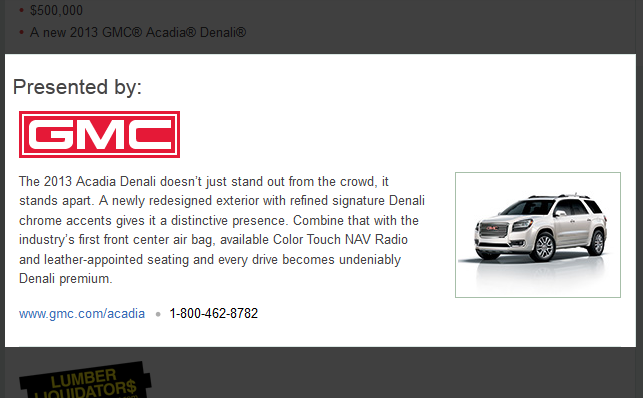 $500,000
A new 2013 GMC® Acadia® Denali®
Presented by:
GMC
The 2013 Acadia Denali doesn't just stand out from the crowd, it
stands apart. A newly redesigned exterior with refined signature Denali
chrome accents gives it a distinctive presence. Combine that with the
industry's first front center air bag, available Color Touch NAV Radio
and leather-appointed seating and every drive becomes undeniably
Denali premium.
www.gmc.com/acadia • 1-800-462-8782
LUMBER
LIQUIDATOR$